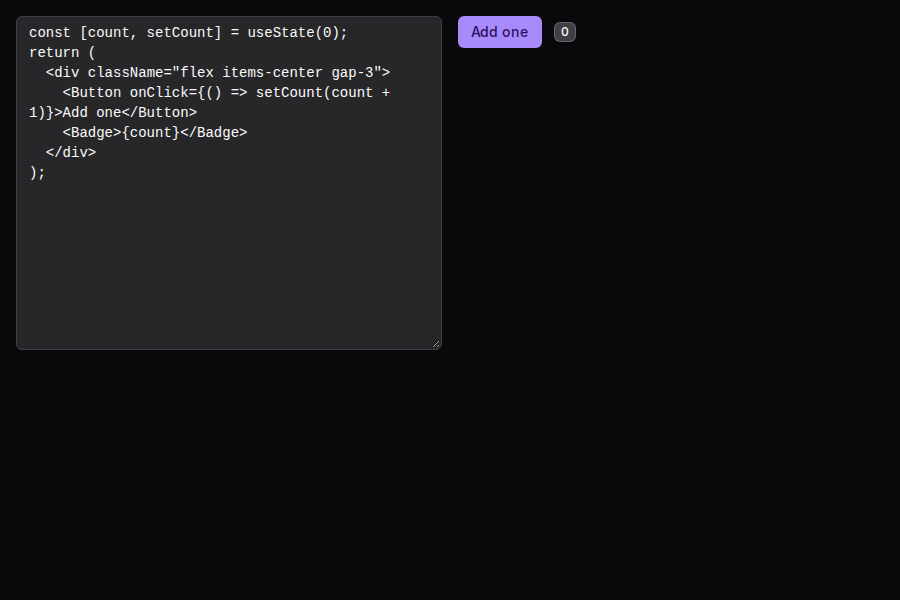 const [count, setCount] = useState(0);
return (
  <div className="flex items-center gap-3">
    <Button onClick={() => setCount(count +
1)}>Add one</Button>
    <Badge>{count}</Badge>
  </div>
);
Add one
0